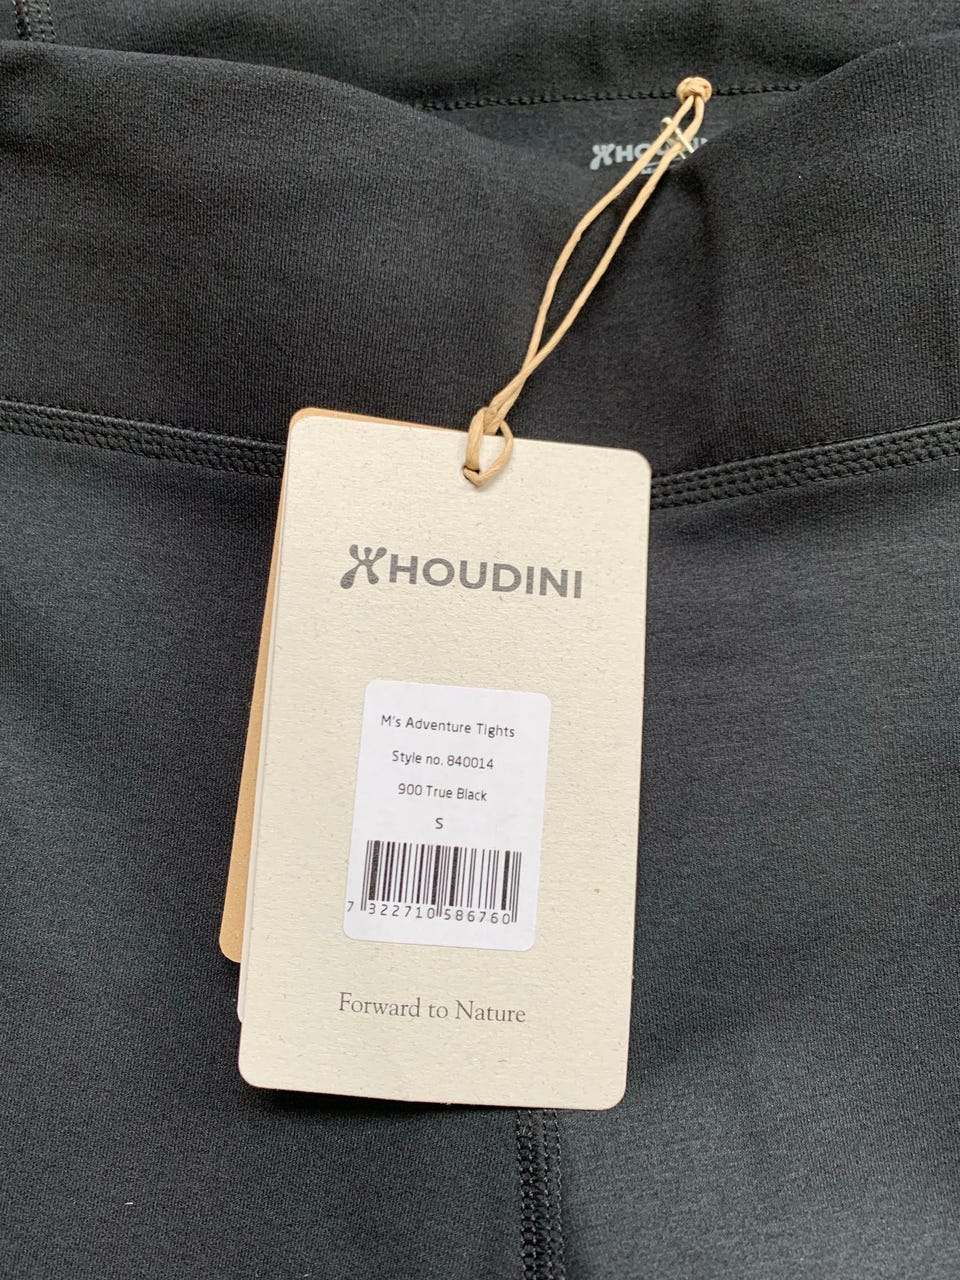 HOUDINI
M's Adventure Tights
Style no. 840014
900 True Black
S
7 322710 586760
Forward to Nature